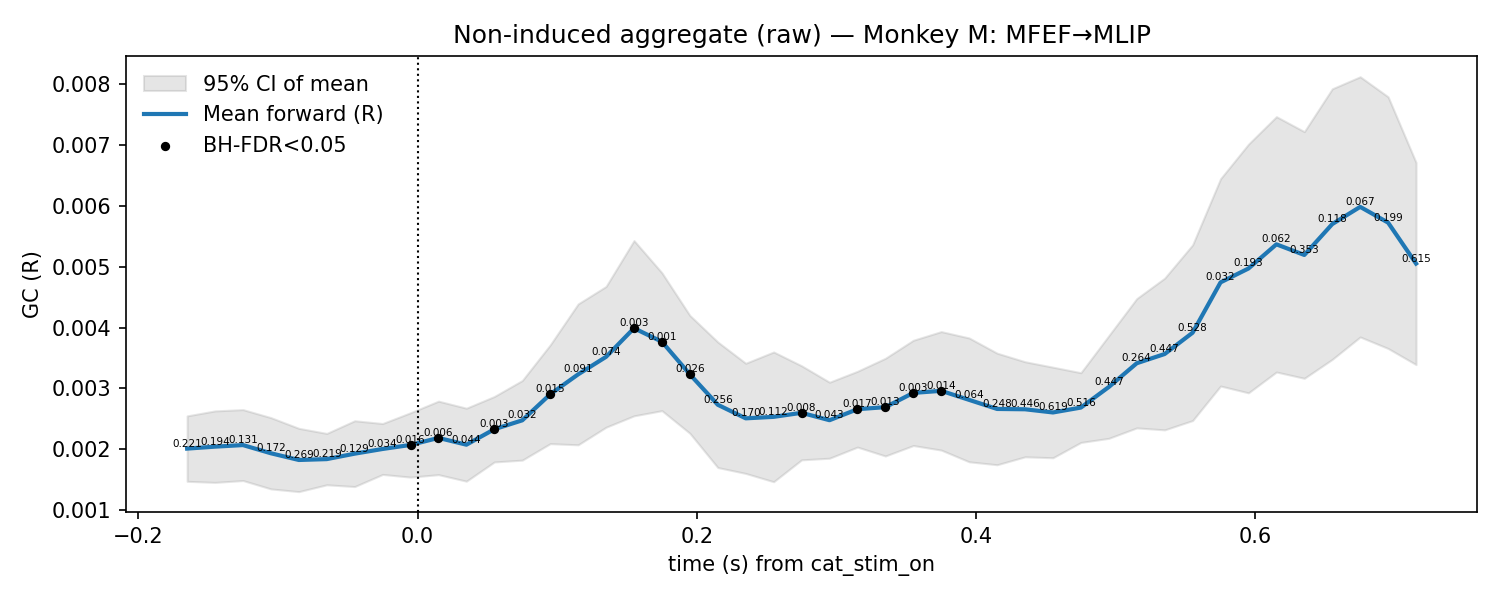 Non-induced aggregate (raw) — Monkey M: MFEF→MLIP
95% CI of mean
Mean forward (R)
BH-FDR<0.05
GC (R)
0.008
0.007
0.006
0.005
0.004
0.003
0.002
0.001
0.221 0.194 0.131 0.172 0.269 0.219 0.129 0.034 0.016 0.006 0.044 0.003 0.032 0.015 0.091 0.074 0.003 0.001 0.026 0.256 0.170 0.112 0.008 0.043 0.017 0.013 0.003 0.014 0.064 0.248 0.446 0.619 0.516 0.447 0.264 0.447 0.528 0.032 0.193 0.062 0.353 0.118 0.067 0.199 0.615
−0.2 0.0 0.2 0.4 0.6
time (s) from cat_stim_on